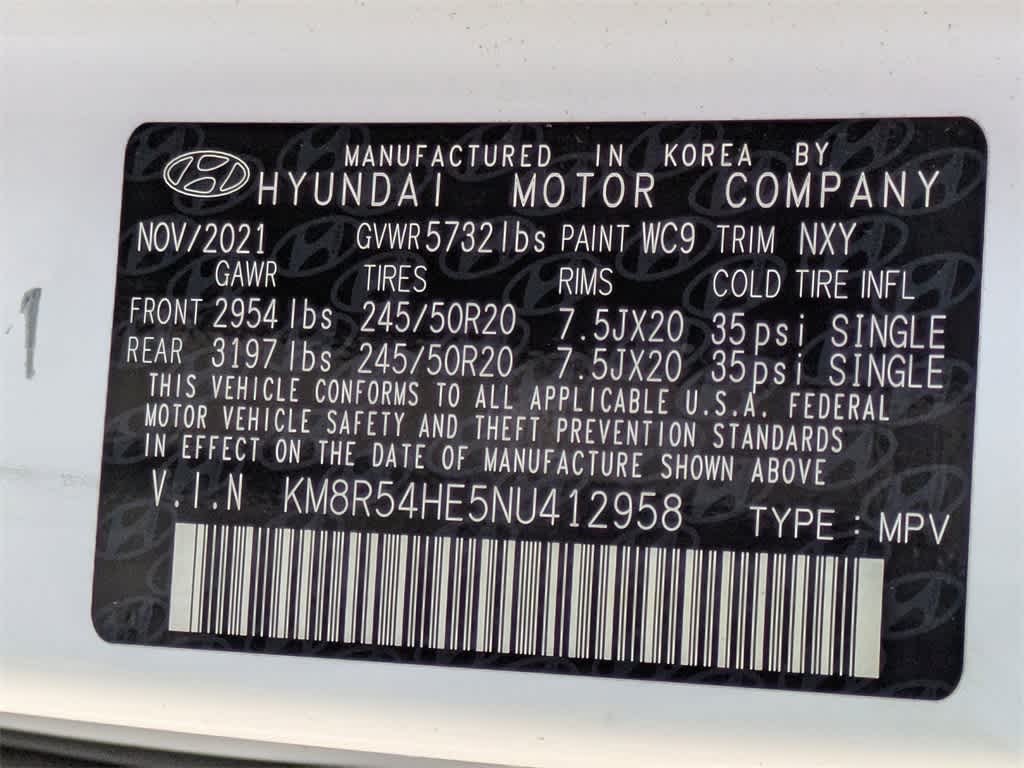 MANUFACTURED IN KOREA BY
HYUNDAI MOTOR COMPANY
NOV/2021 GVWR 5732 lbs PAINT WC9 TRIM NXY
GAWR TIRES RIMS COLD TIRE INFL
FRONT 2954 lbs 245/50R20 7.5JX20 35psi SINGLE
REAR 3197 lbs 245/50R20 7.5JX20 35psi SINGLE
THIS VEHICLE CONFORMS TO ALL APPLICABLE U.S.A. FEDERAL
MOTOR VEHICLE SAFETY AND THEFT PREVENTION STANDARDS
IN EFFECT ON THE DATE OF MANUFACTURE SHOWN ABOVE
V.I.N KM8R54HE5NU412958 TYPE : MPV
1